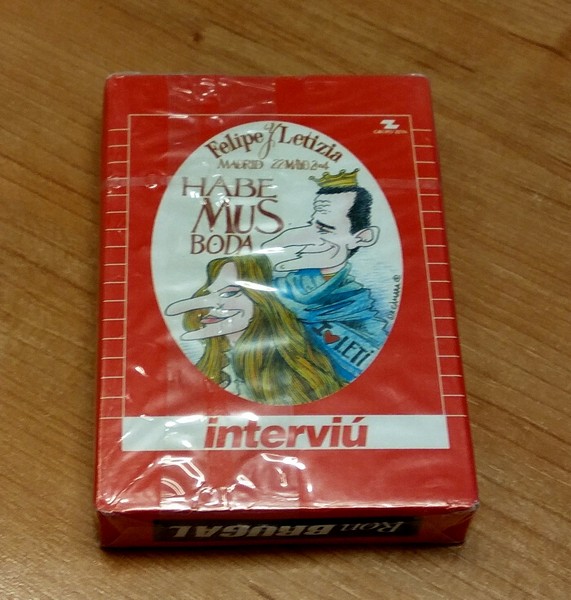 Felipe y Letizia
MADRID 22 MAYO 2004
HABE
MUS
BODA
I ♥ LETI
interviú
Ron BRUGAL